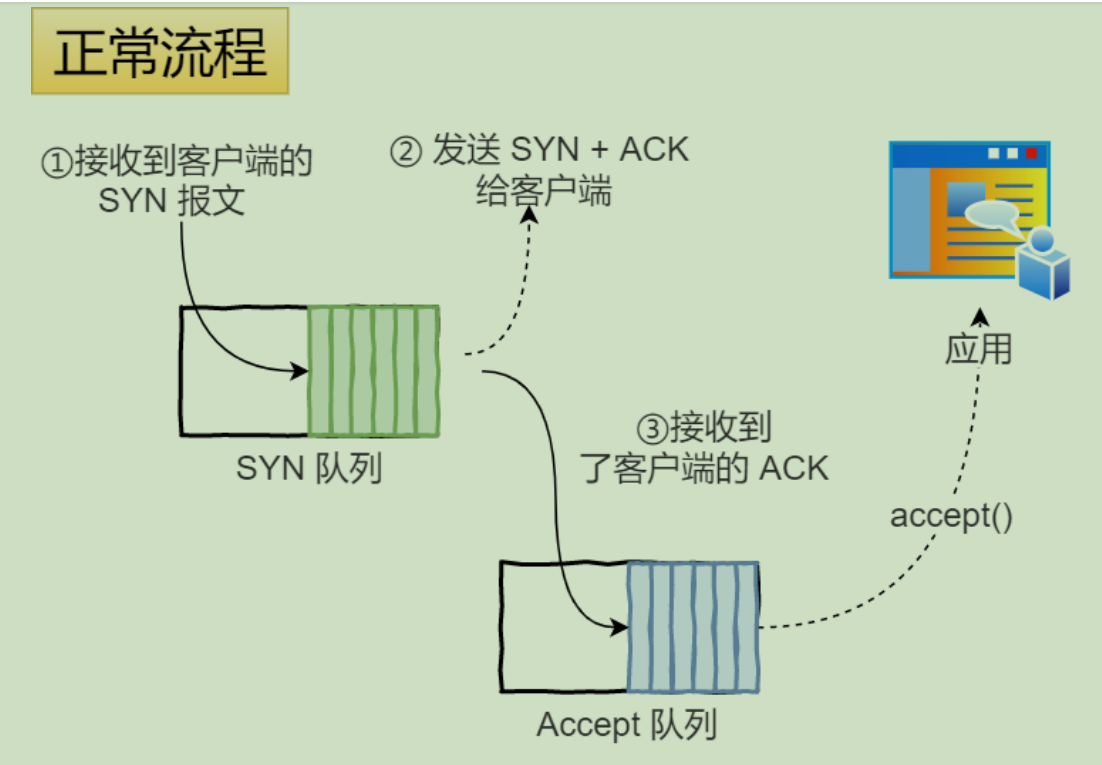 正常流程
①接收到客户端的
SYN 报文
② 发送 SYN + ACK
给客户端
应用
SYN 队列
③接收到
了客户端的 ACK
accept()
Accept 队列